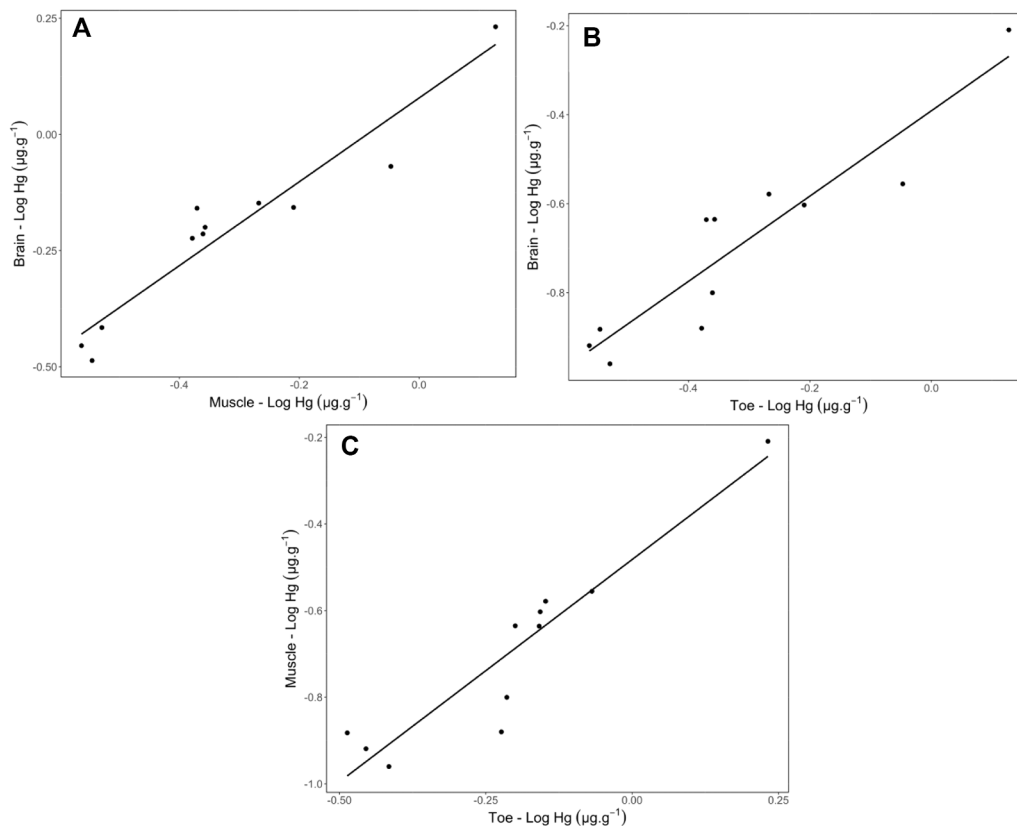 A
0.25
0.00
-0.25
-0.50
Brain - Log Hg (µg.g⁻¹)
-0.4
-0.2
0.0
Muscle - Log Hg (µg.g⁻¹)
B
-0.2
-0.4
-0.6
-0.8
Brain - Log Hg (µg.g⁻¹)
-0.4
-0.2
0.0
Toe - Log Hg (µg.g⁻¹)
C
-0.2
-0.4
-0.6
-0.8
-1.0
Muscle - Log Hg (µg.g⁻¹)
-0.50
-0.25
0.00
0.25
Toe - Log Hg (µg.g⁻¹)